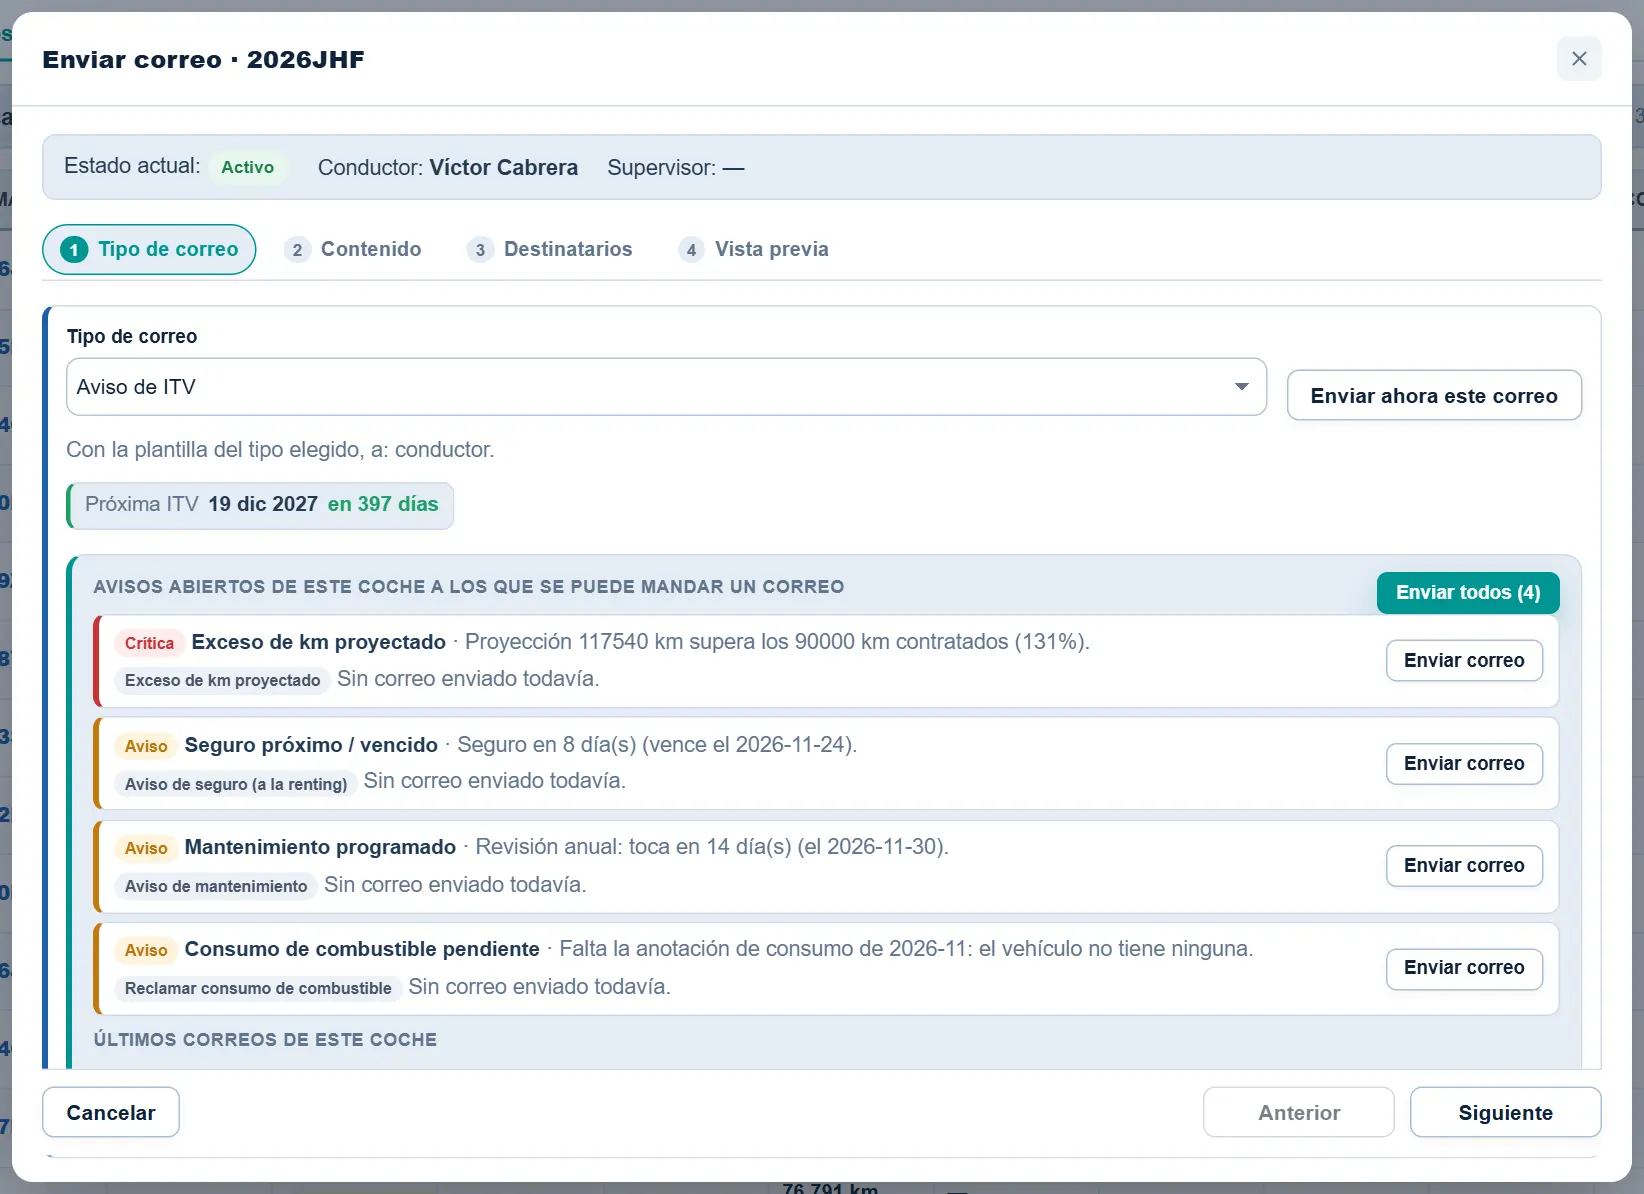 Enviar correo · 2026JHF
Estado actual: Activo Conductor: Víctor Cabrera Supervisor: —
1 Tipo de correo 2 Contenido 3 Destinatarios 4 Vista previa
Tipo de correo
Aviso de ITV
Enviar ahora este correo
Con la plantilla del tipo elegido, a: conductor.
Próxima ITV 19 dic 2027 en 397 días
AVISOS ABIERTOS DE ESTE COCHE A LOS QUE SE PUEDE MANDAR UN CORREO
Enviar todos (4)
Crítica Exceso de km proyectado · Proyección 117540 km supera los 90000 km contratados (131%).
Exceso de km proyectado Sin correo enviado todavía.
Enviar correo
Aviso Seguro próximo / vencido · Seguro en 8 día(s) (vence el 2026-11-24).
Aviso de seguro (a la renting) Sin correo enviado todavía.
Enviar correo
Aviso Mantenimiento programado · Revisión anual: toca en 14 día(s) (el 2026-11-30).
Aviso de mantenimiento Sin correo enviado todavía.
Enviar correo
Aviso Consumo de combustible pendiente · Falta la anotación de consumo de 2026-11: el vehículo no tiene ninguna.
Reclamar consumo de combustible Sin correo enviado todavía.
Enviar correo
ÚLTIMOS CORREOS DE ESTE COCHE
Cancelar Anterior Siguiente
76.791 km